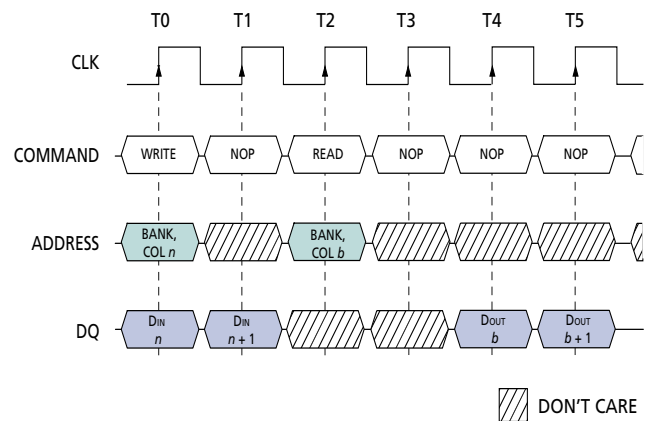 T0 T1 T2 T3 T4 T5
CLK
COMMAND WRITE NOP READ NOP NOP NOP
ADDRESS BANK, COL n BANK, COL b
DQ DIN n DIN n + 1 DOUT b DOUT b + 1
DON'T CARE